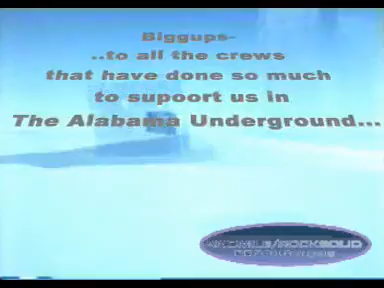 Biggups-
..to all the crews
that have done so much
to supoort us in
The Alabama Underground...